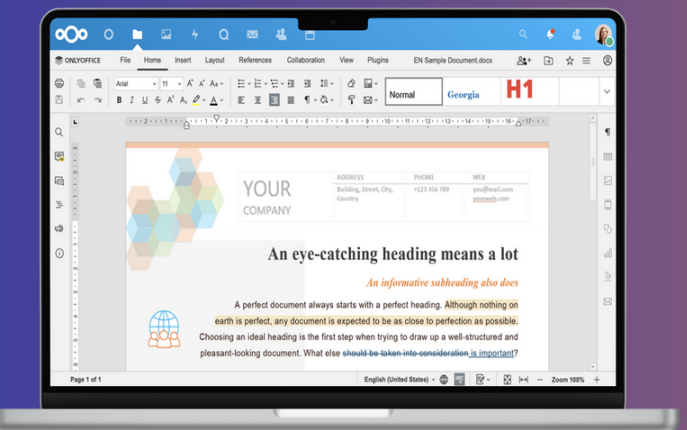 ONLYOFFICE File Home Insert Layout References Collaboration View Plugins EN Sample Document.docx
Arial 11 A A Aa Normal Georgia H1
B I U S A A A
YOUR
COMPANY
ADDRESS PHONE WEB
Building, Street, City, +123 456 789 you@mail.com
Country yourweb.com
An eye-catching heading means a lot
An informative subheading also does
A perfect document always starts with a perfect heading. Although nothing on
earth is perfect, any document is expected to be as close to perfection as possible.
Choosing an ideal heading is the first step when trying to draw up a well-structured and
pleasant-looking document. What else should be taken into consideration is important?
Page 1 of 1 English (United States) Zoom 100%